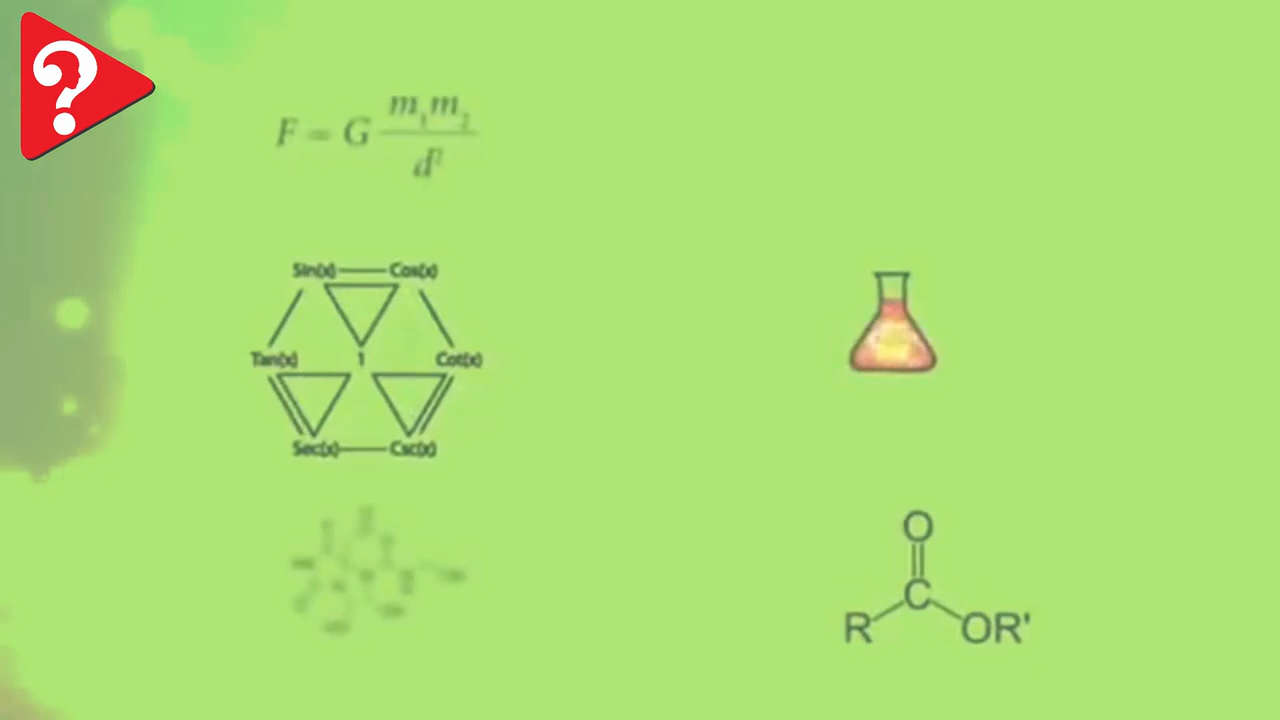 ?
F = G m₁m₂ / d²
Sin(x) Cos(x)
Tan(x) 1 Cot(x)
Sec(x) Csc(x)
O
C
R OR'